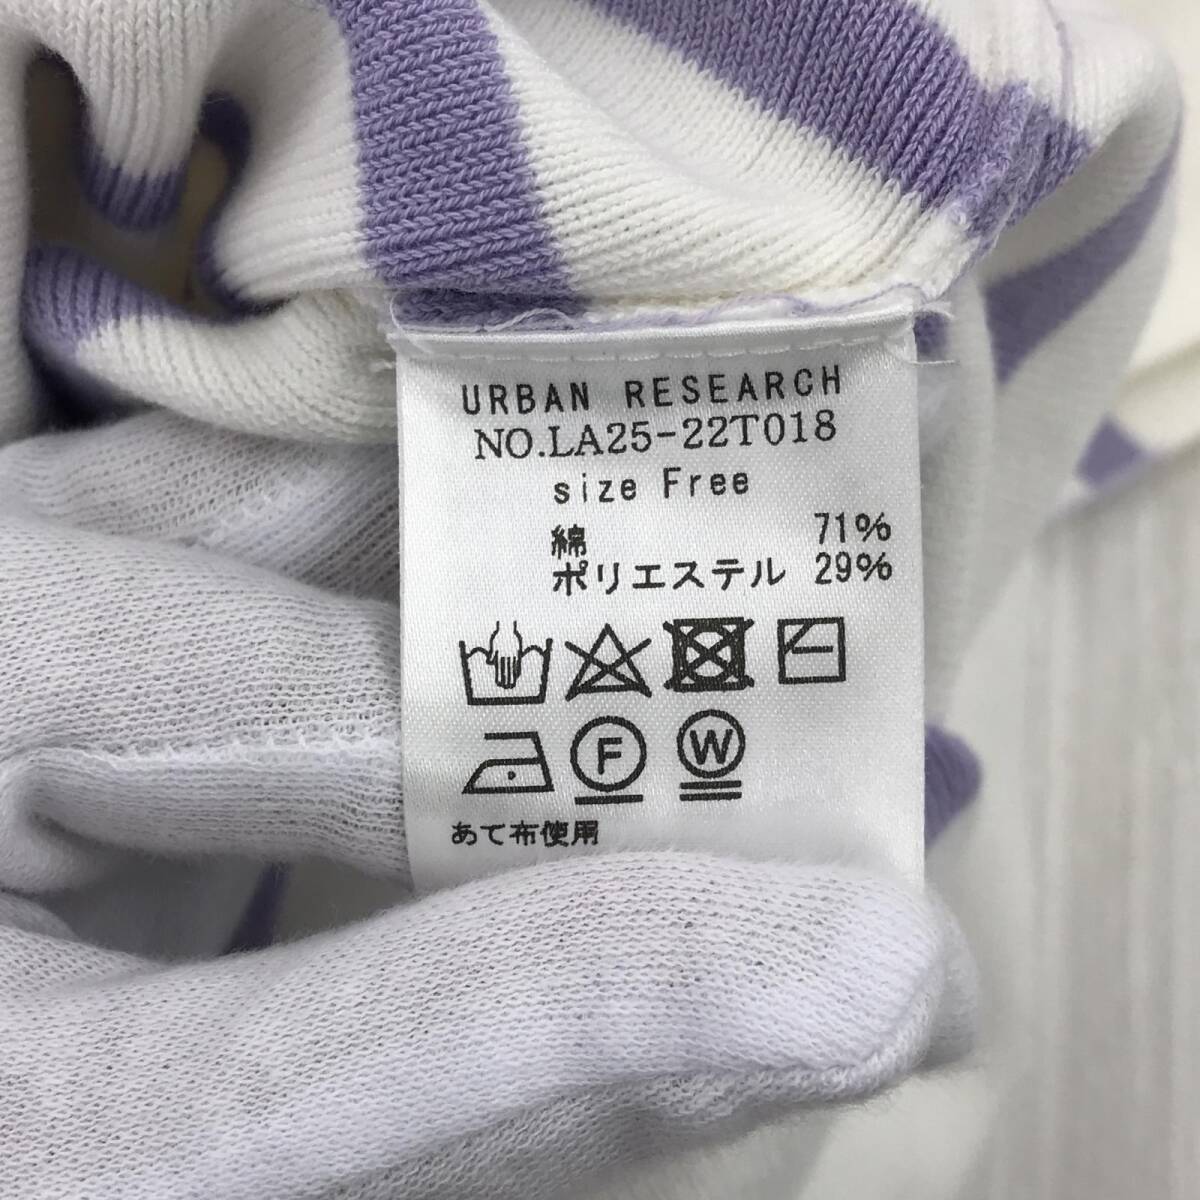 URBAN RESEARCH
NO.LA25-22T018
size Free
綿 71%
ポリエステル 29%
F W
あて布使用